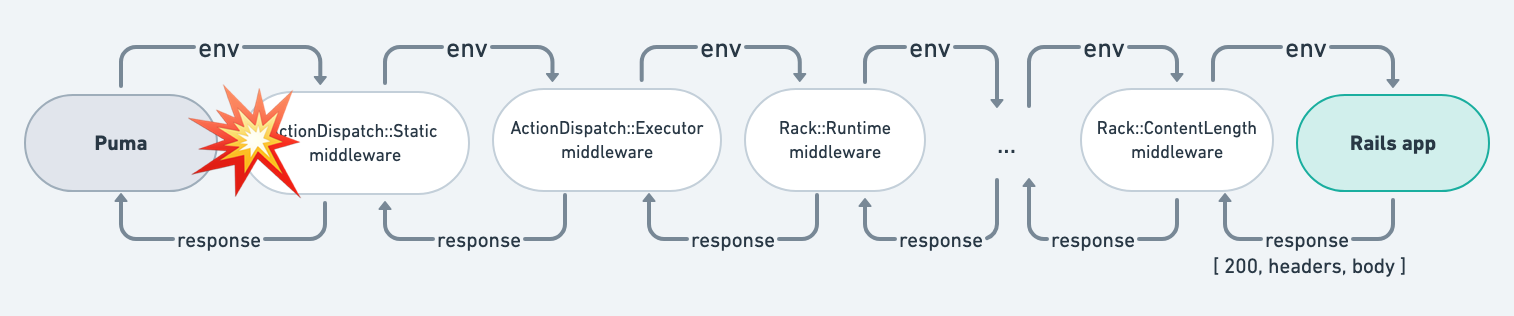 env
env
env
env
env
env
Puma
ctionDispatch::Static
middleware
ActionDispatch::Executor
middleware
Rack::Runtime
middleware
...
Rack::ContentLength
middleware
Rails app
response
response
response
response
response
response
[ 200, headers, body ]